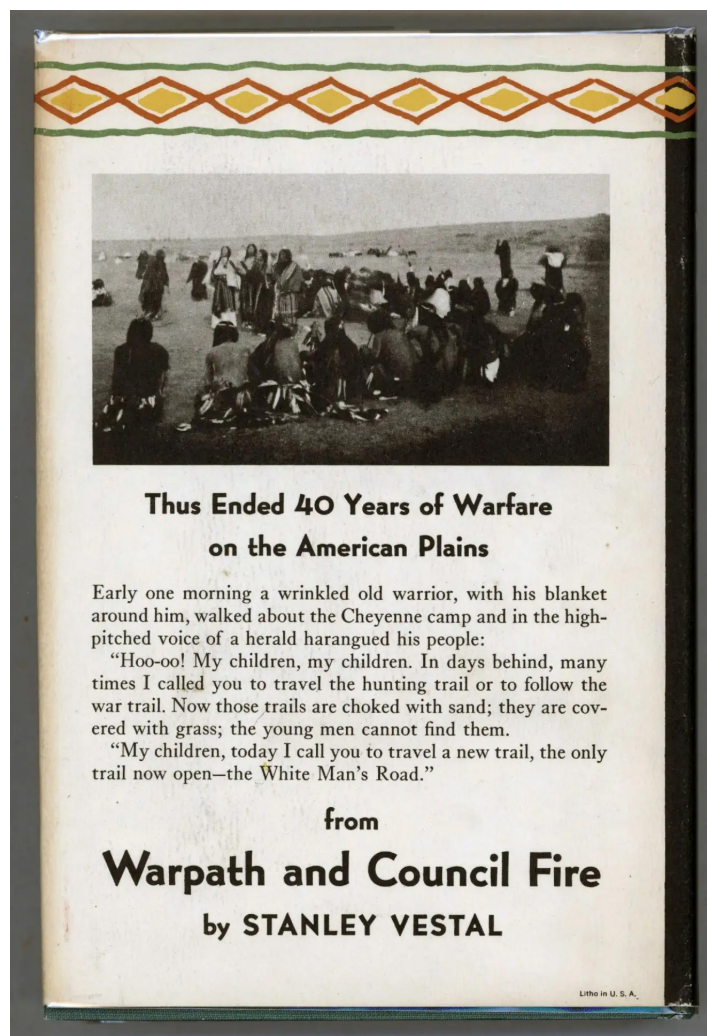 Thus Ended 40 Years of Warfare
on the American Plains
Early one morning a wrinkled old warrior, with his blanket
around him, walked about the Cheyenne camp and in the high-
pitched voice of a herald harangued his people:
“Hoo-oo! My children, my children. In days behind, many
times I called you to travel the hunting trail or to follow the
war trail. Now those trails are choked with sand; they are cov-
ered with grass; the young men cannot find them.
“My children, today I call you to travel a new trail, the only
trail now open—the White Man’s Road.”
from
Warpath and Council Fire
by STANLEY VESTAL
Litho in U. S. A.